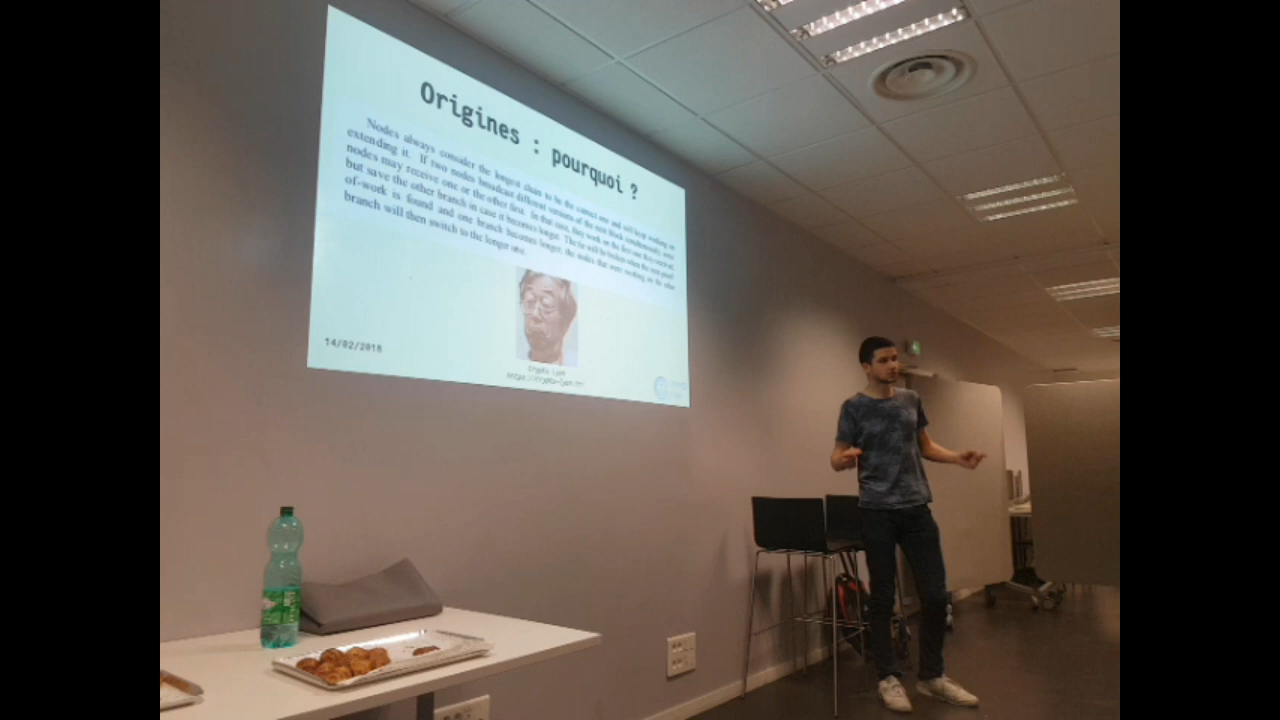 Origines : pourquoi ?
Nodes always consider the longest chain to be the correct one and will keep working on
extending it. If two nodes broadcast different versions of the next block simultaneously, some
nodes may receive one or the other first. In that case, they work on the first one they received,
but save the other branch in case it becomes longer. The tie will be broken when the next proof-
of-work is found and one branch becomes longer; the nodes that were working on the other
branch will then switch to the longer one.
14/02/2018
Crypto Lyon